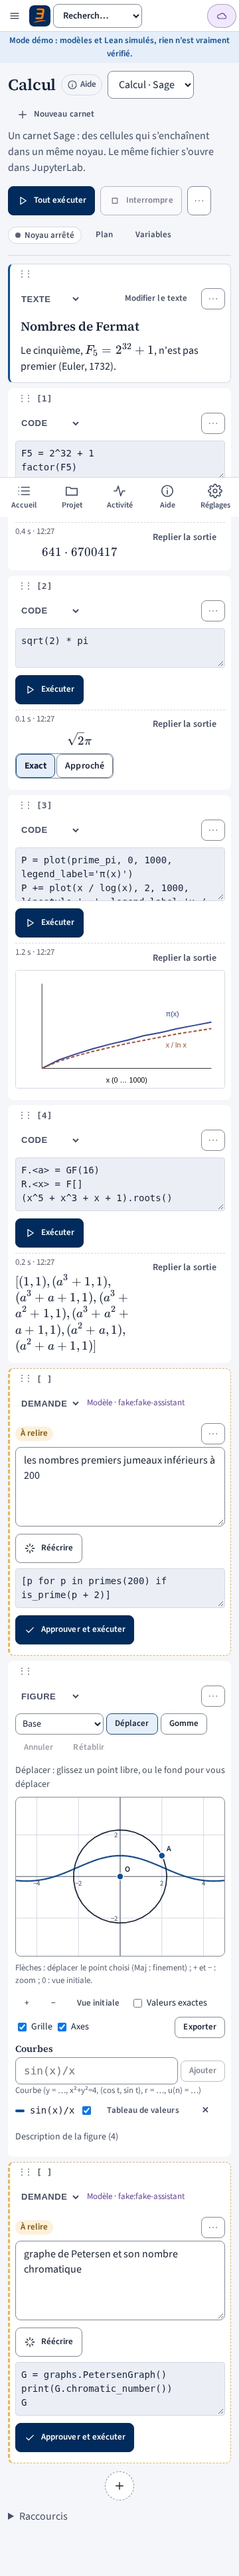 Recherch…
Mode démo : modèles et Lean simulés, rien n'est vraiment
vérifié.
Calcul
Aide
Calcul · Sage
Nouveau carnet
Un carnet Sage : des cellules qui s'enchaînent
dans un même noyau. Le même fichier s'ouvre
dans JupyterLab.
Tout exécuter
Interrompre
Noyau arrêté
Plan
Variables
TEXTE
Modifier le texte
Nombres de Fermat
Le cinquième, F₅ = 2³² + 1, n'est pas
premier (Euler, 1732).
[1]
CODE
F5 = 2^32 + 1
factor(F5)
Accueil
Projet
Activité
Aide
Réglages
0.4 s · 12:27
Replier la sortie
641 · 6700417
[2]
CODE
sqrt(2) * pi
Exécuter
0.1 s · 12:27
Replier la sortie
√2π
Exact
Approché
[3]
CODE
P = plot(prime_pi, 0, 1000,
legend_label='π(x)')
P += plot(x / log(x), 2, 1000,
Exécuter
1.2 s · 12:27
Replier la sortie
π(x)
x / ln x
x (0 … 1000)
[4]
CODE
F.<a> = GF(16)
R.<x> = F[]
(x^5 + x^3 + x + 1).roots()
Exécuter
0.2 s · 12:27
Replier la sortie
[(1, 1), (a³ + 1, 1),
(a³ + a + 1, 1), (a³ +
a² + 1, 1), (a³ + a² +
a + 1, 1), (a² + a, 1),
(a² + a + 1, 1)]
[ ]
DEMANDE
Modèle · fake:fake-assistant
À relire
les nombres premiers jumeaux inférieurs à
200
Réécrire
[p for p in primes(200) if
is_prime(p + 2)]
Approuver et exécuter
FIGURE
Base
Déplacer
Gomme
Annuler
Rétablir
Déplacer : glissez un point libre, ou le fond pour vous
déplacer
2
A
O
−4
−2
2
4
−2
Flèches : déplacer le point choisi (Maj : finement) ; + et − :
zoom ; 0 : vue initiale.
+
−
Vue initiale
Valeurs exactes
Grille
Axes
Exporter
Courbes
sin(x)/x
Ajouter
Courbe (y = …, x²+y²=4, (cos t, sin t), r = …, u(n) = …)
sin(x)/x
Tableau de valeurs
×
Description de la figure (4)
[ ]
DEMANDE
Modèle · fake:fake-assistant
À relire
graphe de Petersen et son nombre
chromatique
Réécrire
G = graphs.PetersenGraph()
print(G.chromatic_number())
G
Approuver et exécuter
+
Raccourcis